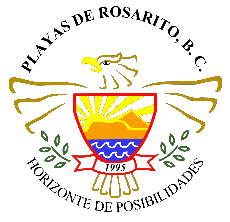 PLAYAS DE ROSARITO, B. C.
1995
HORIZONTE DE POSIBILIDADES